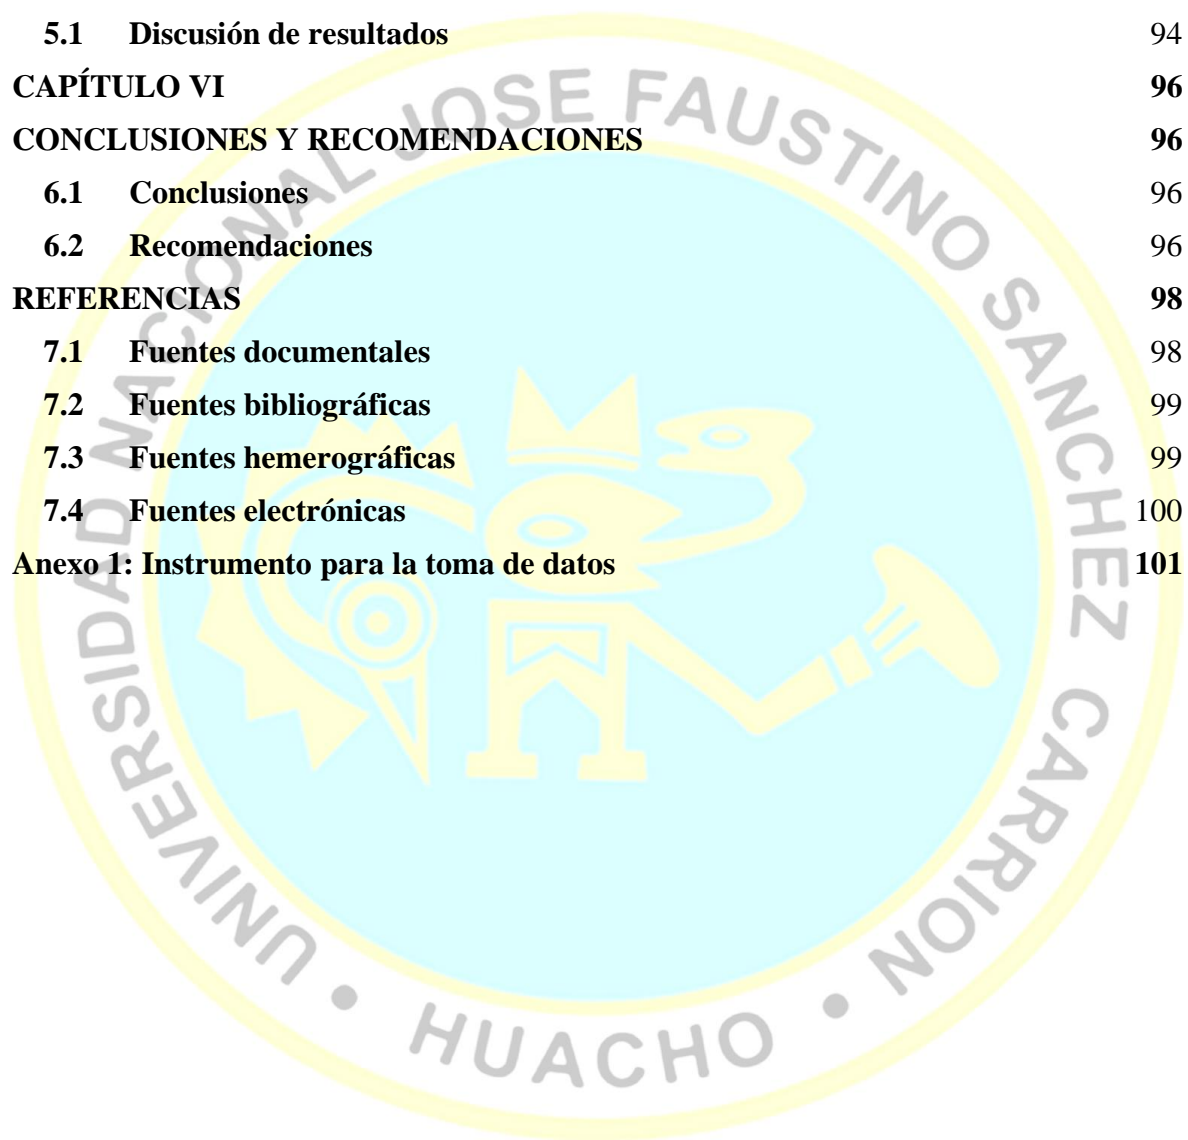 5.1 Discusión de resultados 94
CAPÍTULO VI 96
CONCLUSIONES Y RECOMENDACIONES 96
6.1 Conclusiones 96
6.2 Recomendaciones 96
REFERENCIAS 98
7.1 Fuentes documentales 98
7.2 Fuentes bibliográficas 99
7.3 Fuentes hemerográficas 99
7.4 Fuentes electrónicas 100
Anexo 1: Instrumento para la toma de datos 101
UNIVERSIDAD NACIONAL JOSE FAUSTINO SANCHEZ CARRION
• HUACHO •